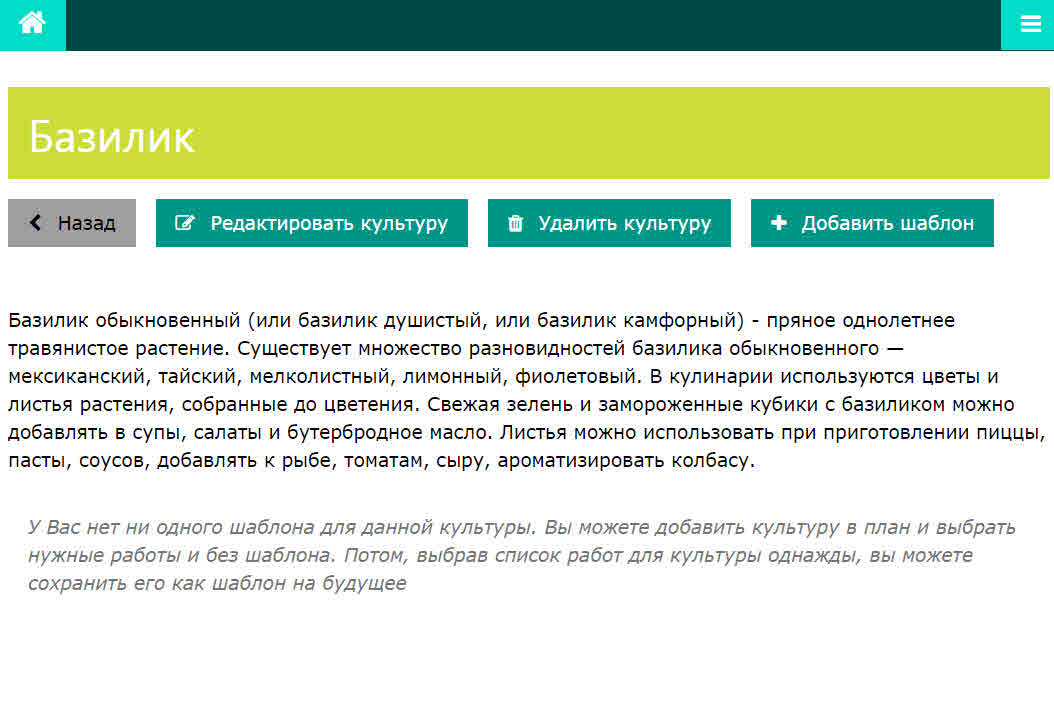 Базилик
Назад
Редактировать культуру
Удалить культуру
Добавить шаблон
Базилик обыкновенный (или базилик душистый, или базилик камфорный) - пряное однолетнее
травянистое растение. Существует множество разновидностей базилика обыкновенного —
мексиканский, тайский, мелколистный, лимонный, фиолетовый. В кулинарии используются цветы и
листья растения, собранные до цветения. Свежая зелень и замороженные кубики с базиликом можно
добавлять в супы, салаты и бутербродное масло. Листья можно использовать при приготовлении пиццы,
пасты, соусов, добавлять к рыбе, томатам, сыру, ароматизировать колбасу.
У Вас нет ни одного шаблона для данной культуры. Вы можете добавить культуру в план и выбрать
нужные работы и без шаблона. Потом, выбрав список работ для культуры однажды, вы можете
сохранить его как шаблон на будущее